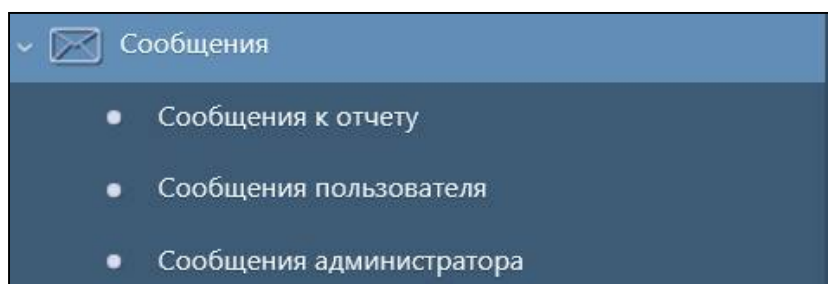 Сообщения
Сообщения к отчету
Сообщения пользователя
Сообщения администратора